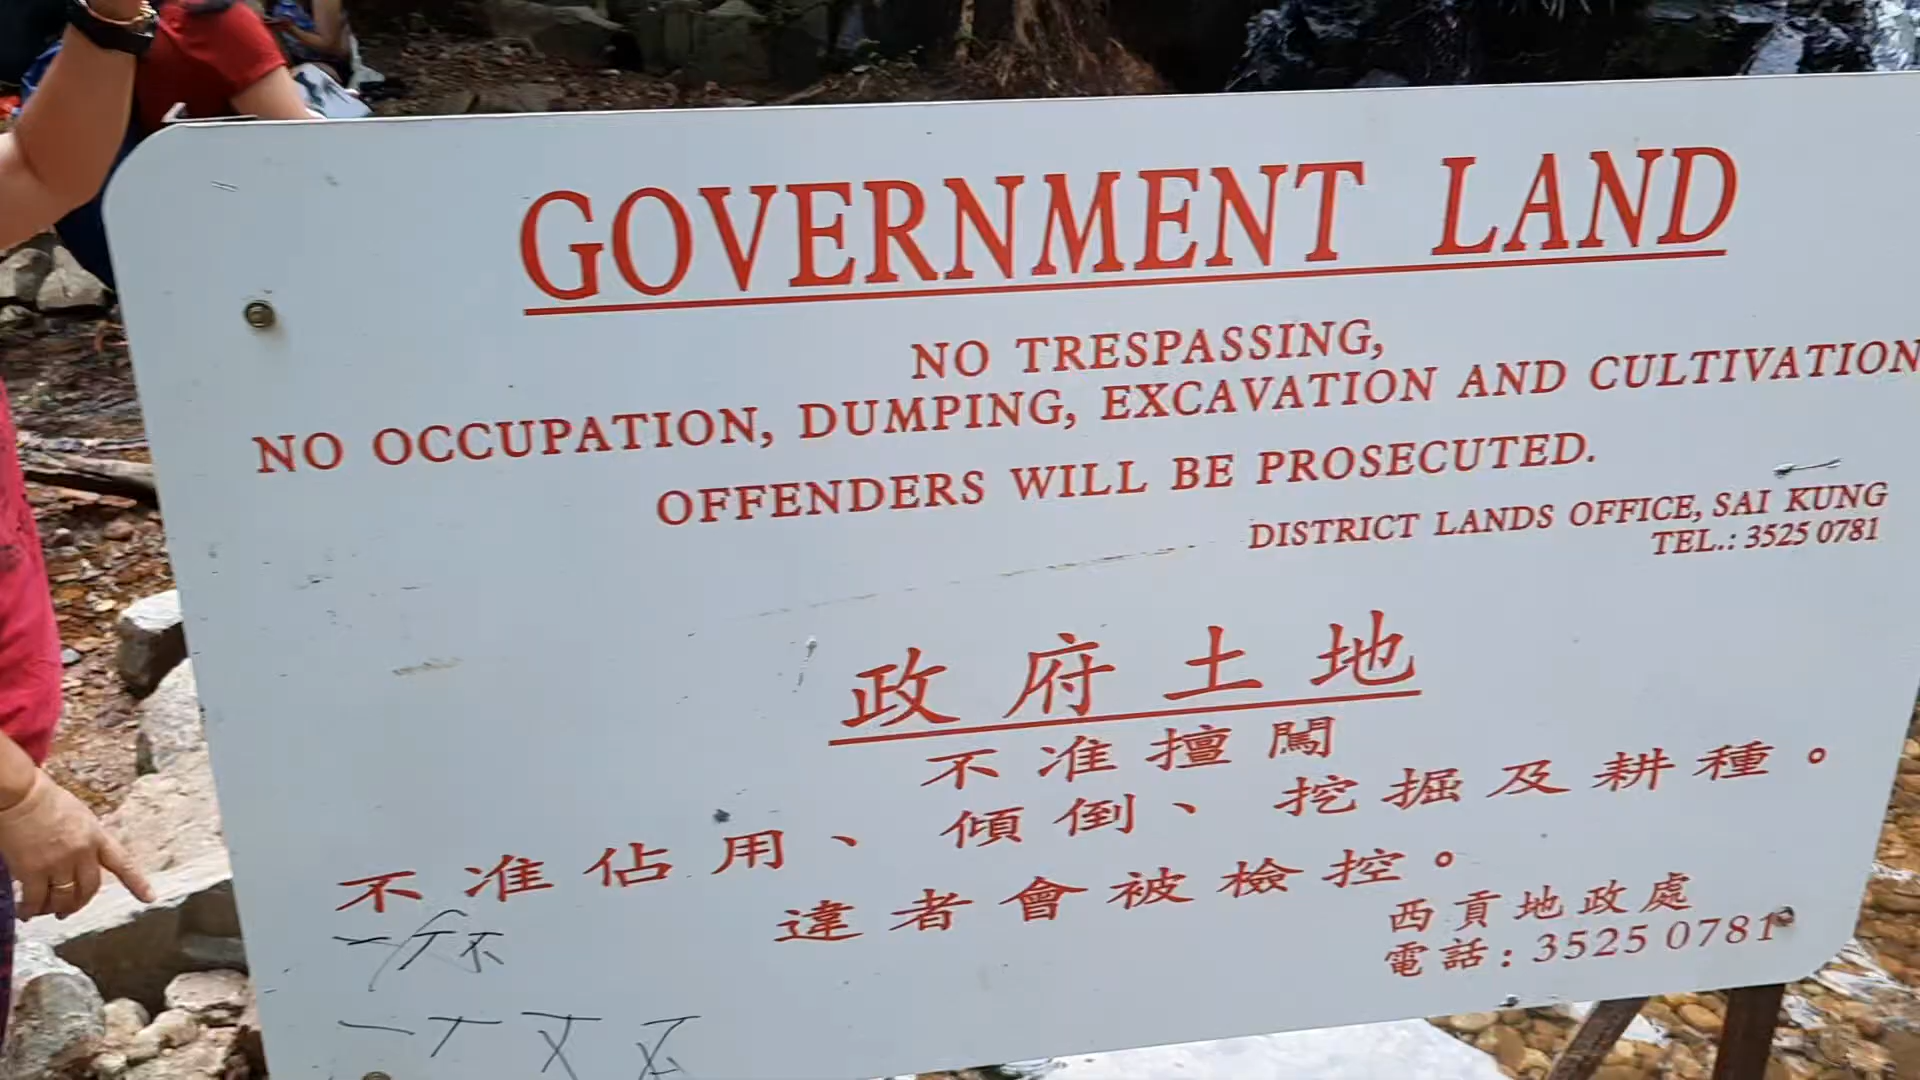 GOVERNMENT LAND
NO TRESPASSING,
NO OCCUPATION, DUMPING, EXCAVATION AND CULTIVATION
OFFENDERS WILL BE PROSECUTED.
DISTRICT LANDS OFFICE, SAI KUNG
TEL.: 3525 0781
政府土地
不准擅闖
不准佔用、傾倒、挖掘及耕種。
違者會被檢控。
西貢地政處
電話: 3525 0781